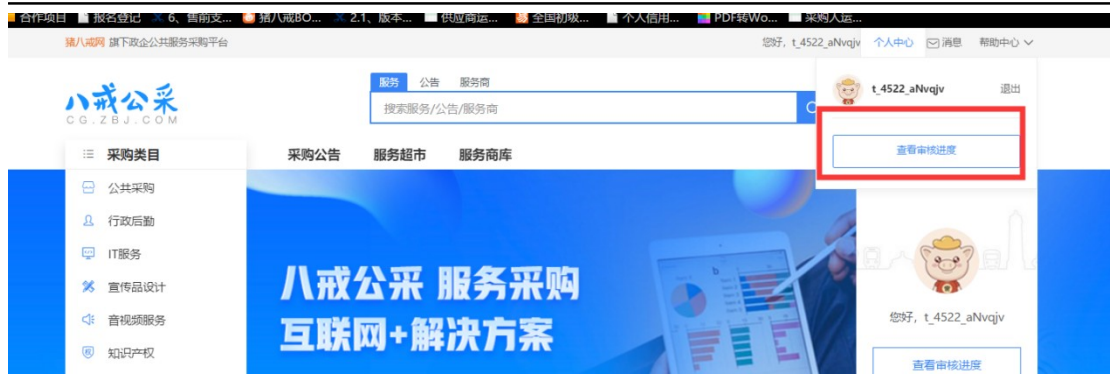 合作项目 报名登记 6、售前支... 猪八戒BO... 2.1、版本... 供应商运... 全国初级... 个人信用... PDF转Wo... 采购人运...
猪八戒网 旗下政企公共服务采购平台 您好, t_4522_aNvqjv 个人中心 消息 帮助中心
服务 公告 服务商
八戒公采
CG.ZBJ.COM
搜索服务/公告/服务商
t_4522_aNvqjv 退出
查看审核进度
采购类目 采购公告 服务超市 服务商库
公共采购
行政后勤
IT服务
宣传品设计
音视频服务
知识产权
八戒公采 服务采购
互联网+解决方案
您好, t_4522_aNvqjv
查看审核进度